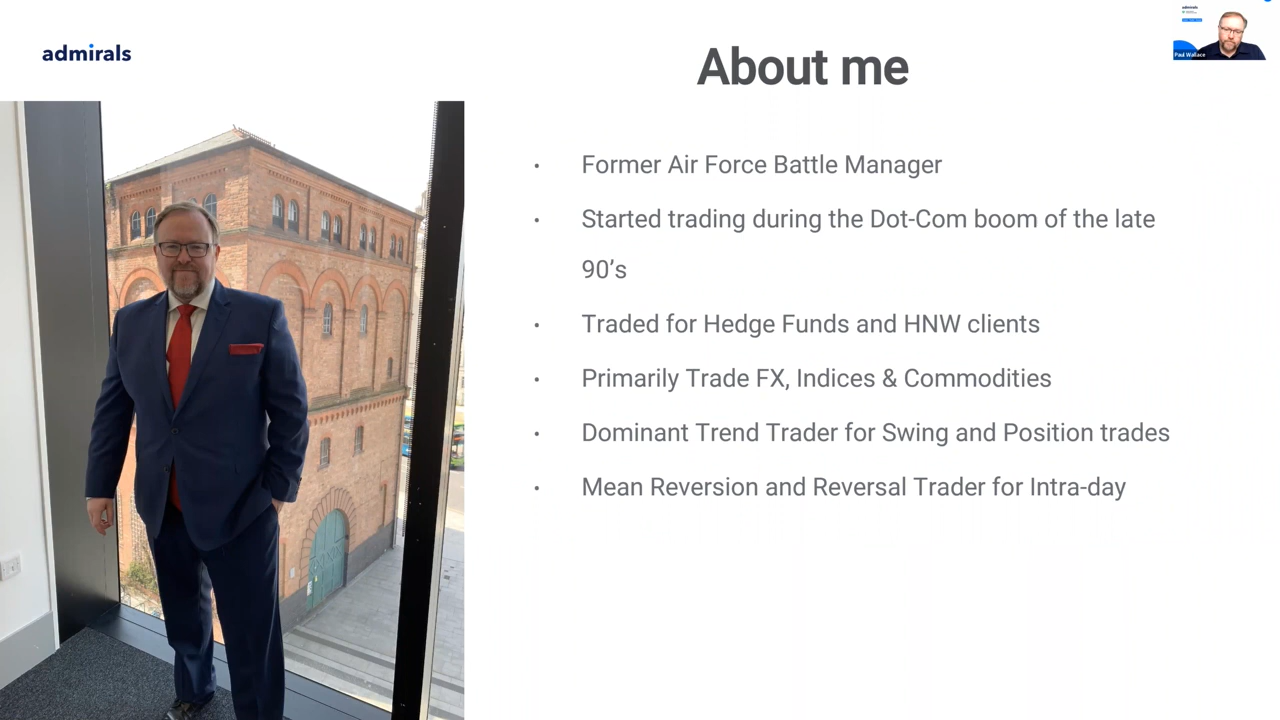 admirals
About me
Paul Wallace
• Former Air Force Battle Manager
• Started trading during the Dot-Com boom of the late
90’s
• Traded for Hedge Funds and HNW clients
• Primarily Trade FX, Indices & Commodities
• Dominant Trend Trader for Swing and Position trades
• Mean Reversion and Reversal Trader for Intra-day